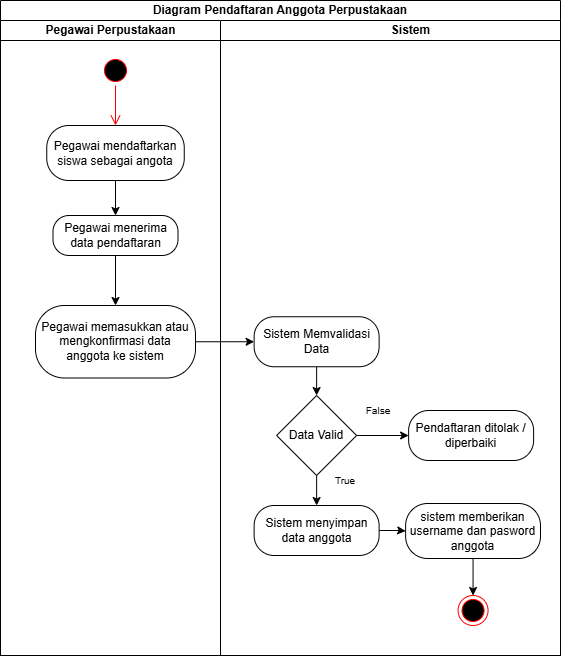 Diagram Pendaftaran Anggota Perpustakaan
Pegawai Perpustakaan
Sistem
Pegawai mendaftarkan
siswa sebagai angota
Pegawai menerima
data pendaftaran
Pegawai memasukkan atau
mengkonfirmasi data
anggota ke sistem
Sistem Memvalidasi
Data
Data Valid
False
Pendaftaran ditolak /
diperbaiki
True
Sistem menyimpan
data anggota
sistem memberikan
username dan pasword
anggota